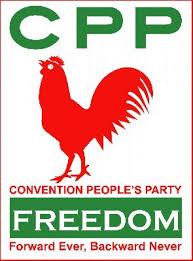 CPP
CONVENTION PEOPLE'S PARTY
FREEDOM
Forward Ever, Backward Never